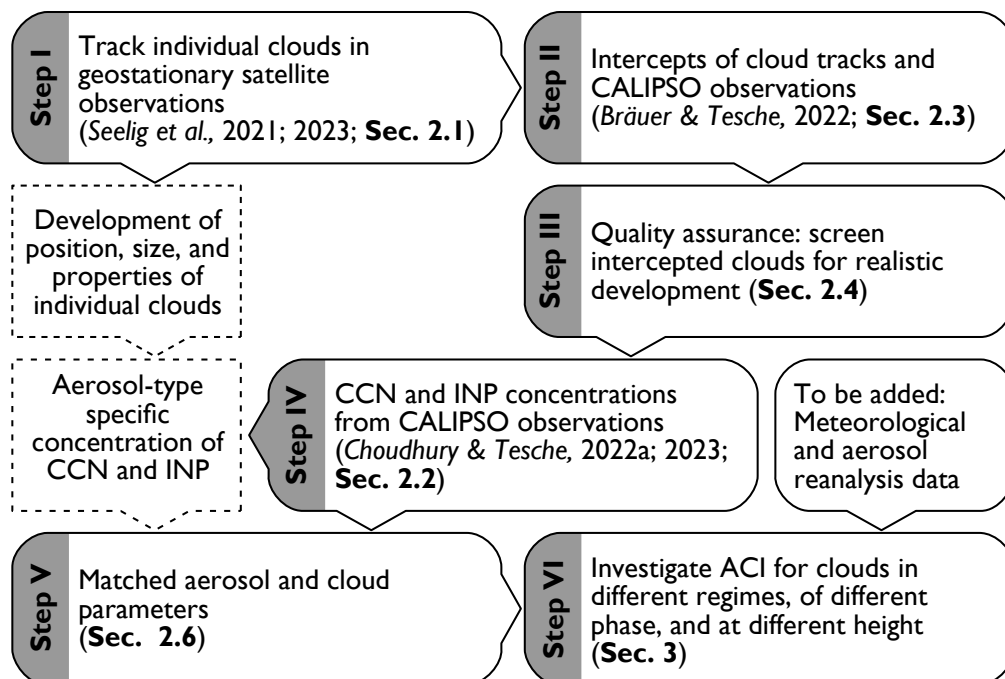 Step I
Track individual clouds in
geostationary satellite
observations
(Seelig et al., 2021; 2023; Sec. 2.1)
Step II
Intercepts of cloud tracks and
CALIPSO observations
(Bräuer & Tesche, 2022; Sec. 2.3)
Development of
position, size, and
properties of
individual clouds
Step III
Quality assurance: screen
intercepted clouds for realistic
development (Sec. 2.4)
Aerosol-type
specific
concentration of
CCN and INP
Step IV
CCN and INP concentrations
from CALIPSO observations
(Choudhury & Tesche, 2022a; 2023;
Sec. 2.2)
To be added:
Meteorological
and aerosol
reanalysis data
Step V
Matched aerosol and cloud
parameters
(Sec. 2.6)
Step VI
Investigate ACI for clouds in
different regimes, of different
phase, and at different height
(Sec. 3)